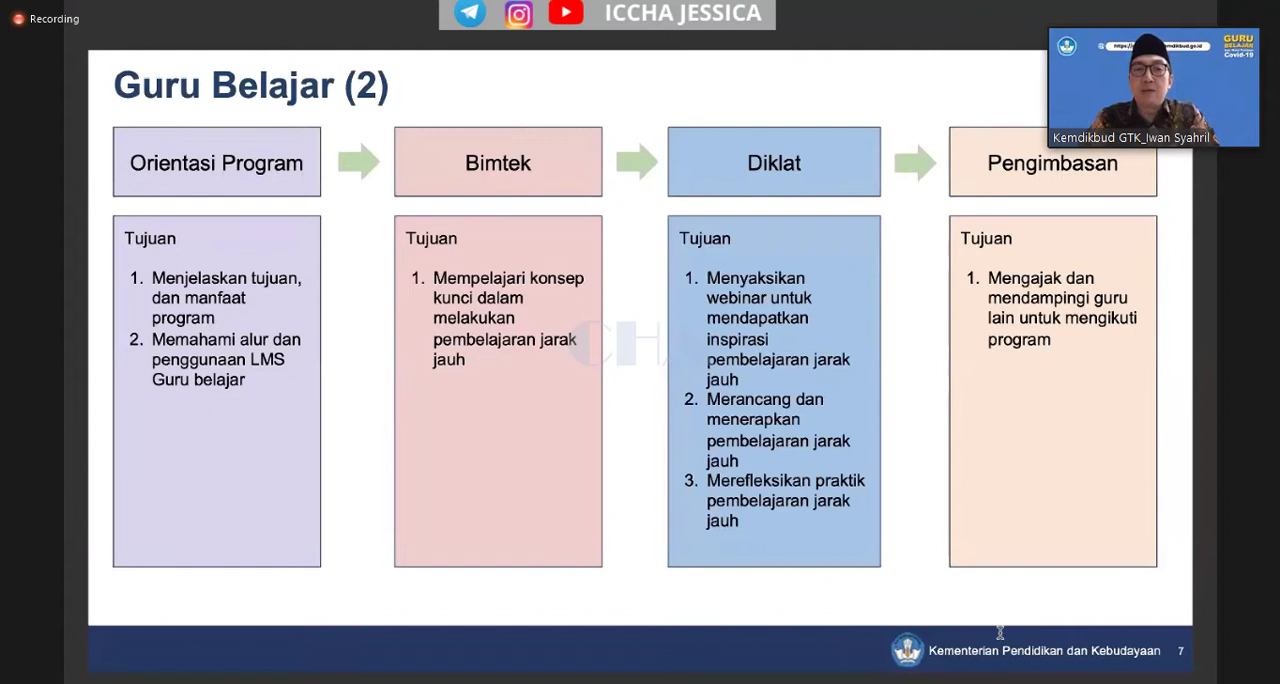 Recording
ICCHA JESSICA
Guru Belajar (2)
GURU
BELAJAR
Covid-19
Kemdikbud GTK_Iwan Syahril
Orientasi Program
Bimtek
Diklat
Pengimbasan
Tujuan
1. Menjelaskan tujuan,
dan manfaat
program
2. Memahami alur dan
penggunaan LMS
Guru belajar
Tujuan
1. Mempelajari konsep
kunci dalam
melakukan
pembelajaran jarak
jauh
Tujuan
1. Menyaksikan
webinar untuk
mendapatkan
inspirasi
pembelajaran jarak
jauh
2. Merancang dan
menerapkan
pembelajaran jarak
jauh
3. Merefleksikan praktik
pembelajaran jarak
jauh
Tujuan
1. Mengajak dan
mendampingi guru
lain untuk mengikuti
program
Kementerian Pendidikan dan Kebudayaan 7